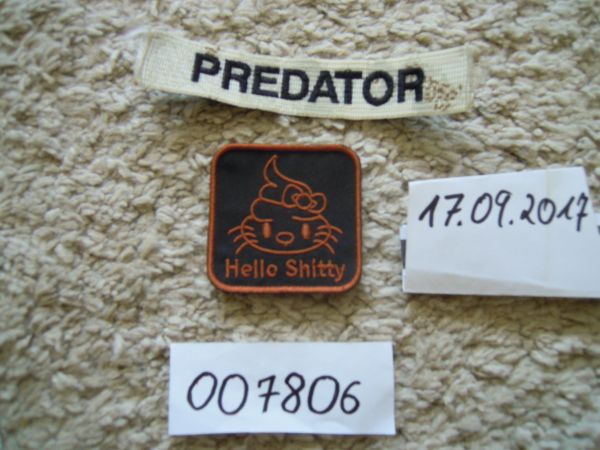 PREDATOR
17.09.2017
Hello Shitty
007806